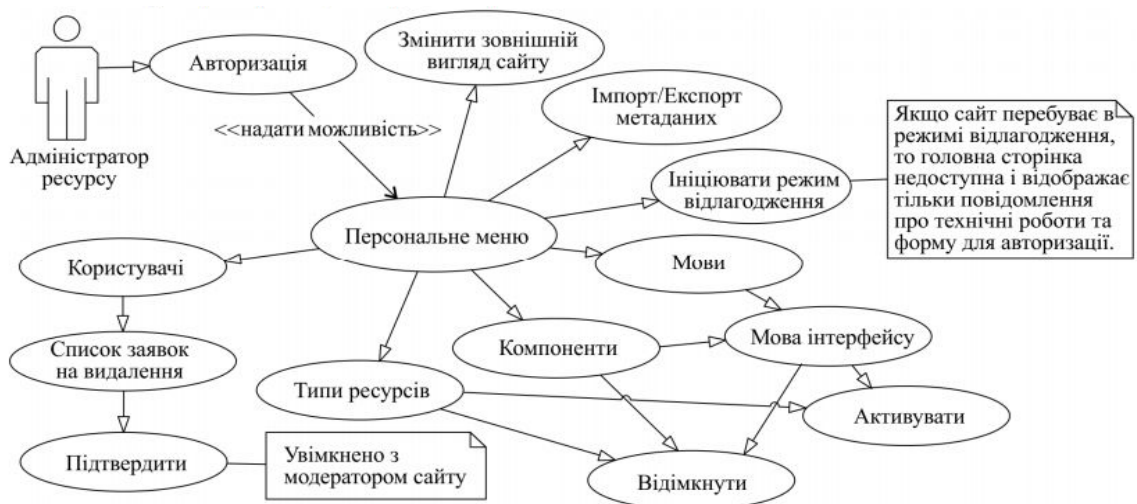 Змінити зовнішній
вигляд сайту
Авторизація
Імпорт/Експорт
метаданих
<<надати можливість>>
Адміністратор
ресурсу
Якщо сайт перебуває в
режимі відлагодження,
то головна сторінка
недоступна і відображає
тільки повідомлення
про технічні роботи та
форму для авторизації.
Ініціювати режим
відлагодження
Персональне меню
Користувачі
Мови
Список заявок
на видалення
Компоненти
Мова інтерфейсу
Типи ресурсів
Активувати
Підтвердити
Увімкнено з
модератором сайту
Відімкнути